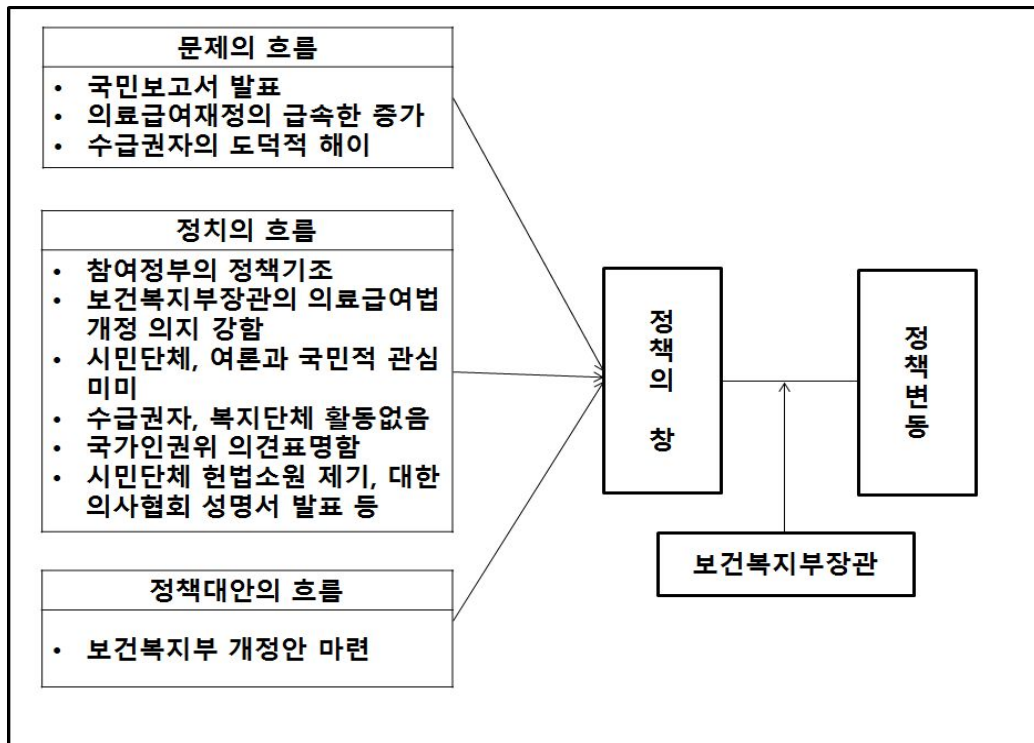 문제의 흐름
• 국민보고서 발표
• 의료급여재정의 급속한 증가
• 수급권자의 도덕적 해이
정치의 흐름
• 참여정부의 정책기조
• 보건복지부장관의 의료급여법
개정 의지 강함
• 시민단체, 여론과 국민적 관심
미미
• 수급권자, 복지단체 활동없음
• 국가인권위 의견표명함
• 시민단체 헌법소원 제기, 대한
의사협회 성명서 발표 등
정책대안의 흐름
• 보건복지부 개정안 마련
정책의 창
정책변동
보건복지부장관